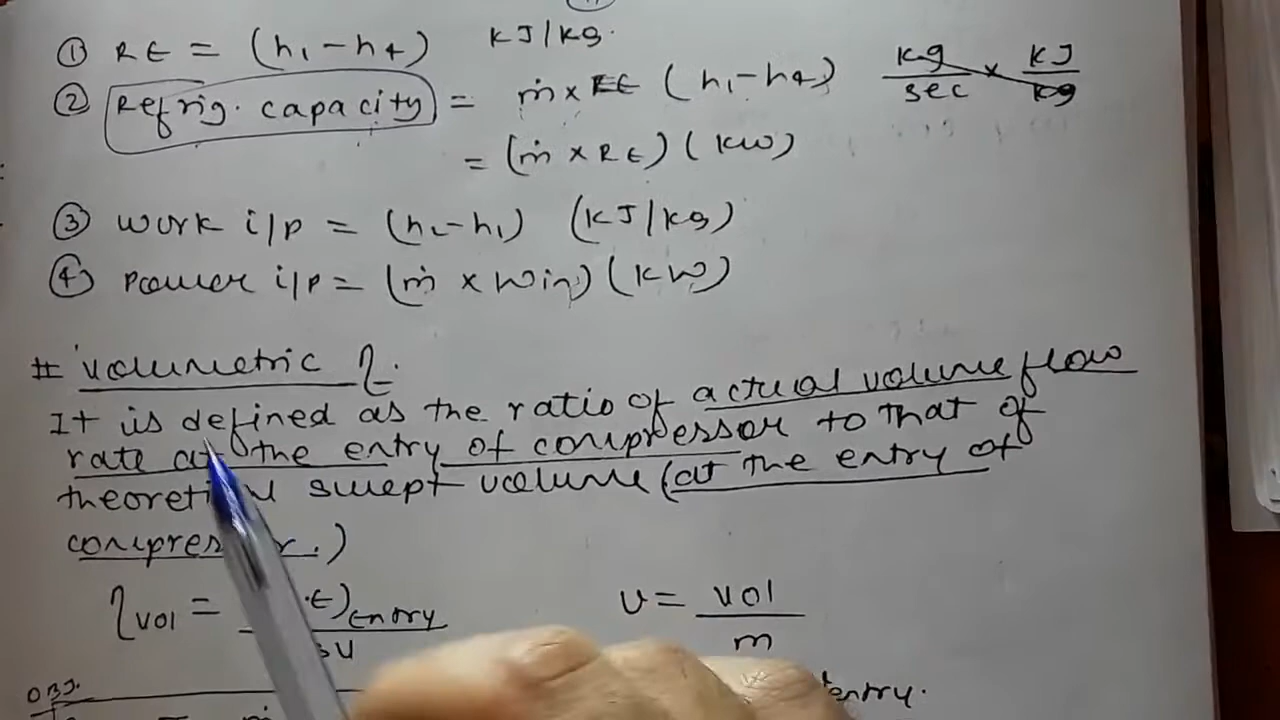 ① RE = (h₁-h₄) KJ/kg.
② Refrig. capacity = ṁ×RE (h₁-h₄) kg/sec × KJ/kg
= (ṁ×RE) (KW)
③ Work i/p = (h₂-h₁) (KJ/kg)
④ Power i/p = (ṁ × Win) (KW)
# Volumetric η.
It is defined as the ratio of actual volume flow
rate at the entry of compressor to that of
theoretical swept volume (at the entry of
compressor.)
ηvol = entry v = vol/m
OBJ. entry.